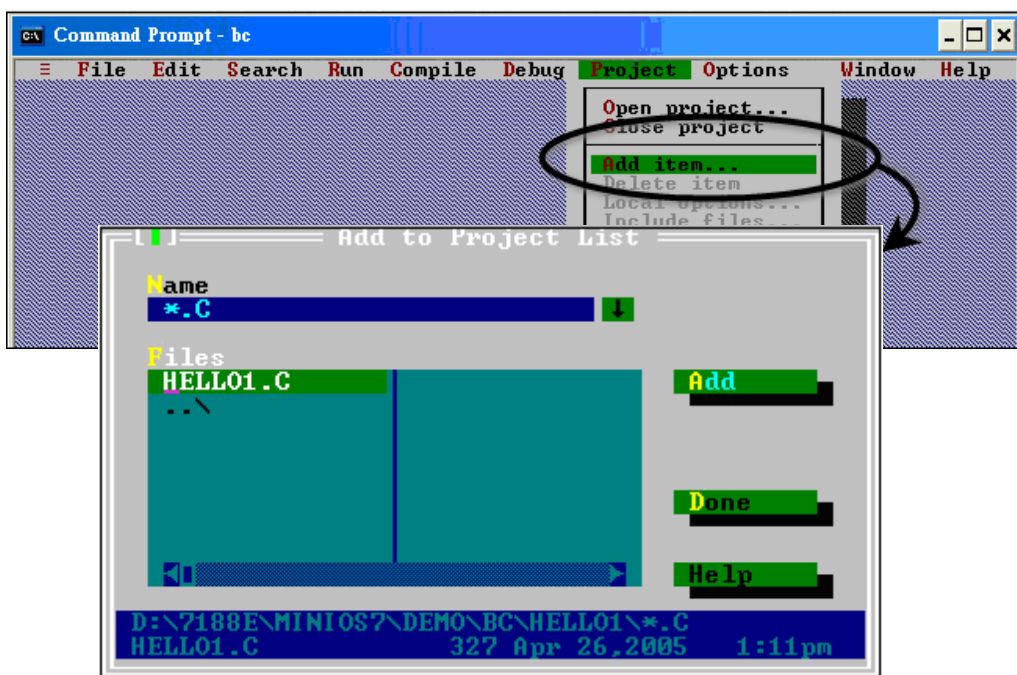 Command Prompt - bc
≡ File Edit Search Run Compile Debug Project Options Window Help
Open project...
Close project
Add item...
Delete item
Local options...
Include files...
Add to Project List
Name
*.C
Files
HELLO1.C
..\
Add
Done
Help
D:\7188E\MINIOS7\DEMO\BC\HELLO1\*.C
HELLO1.C 327 Apr 26,2005 1:11pm